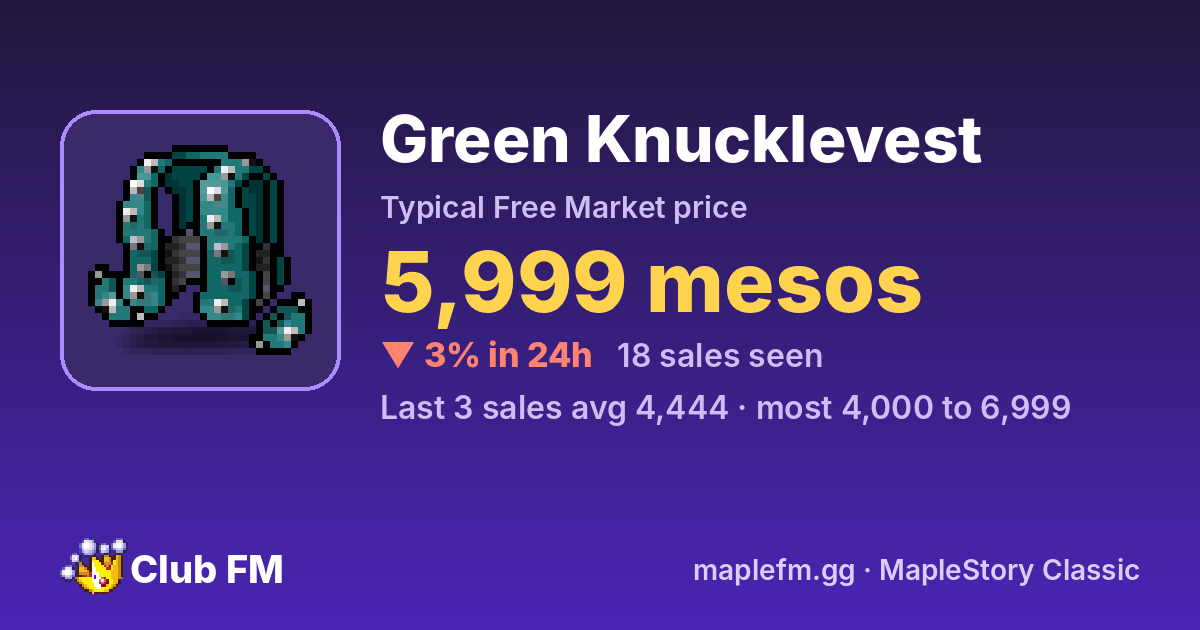 Green Knucklevest
Typical Free Market price
5,999 mesos
▼ 3% in 24h 18 sales seen
Last 3 sales avg 4,444 · most 4,000 to 6,999
Club FM
maplefm.gg · MapleStory Classic